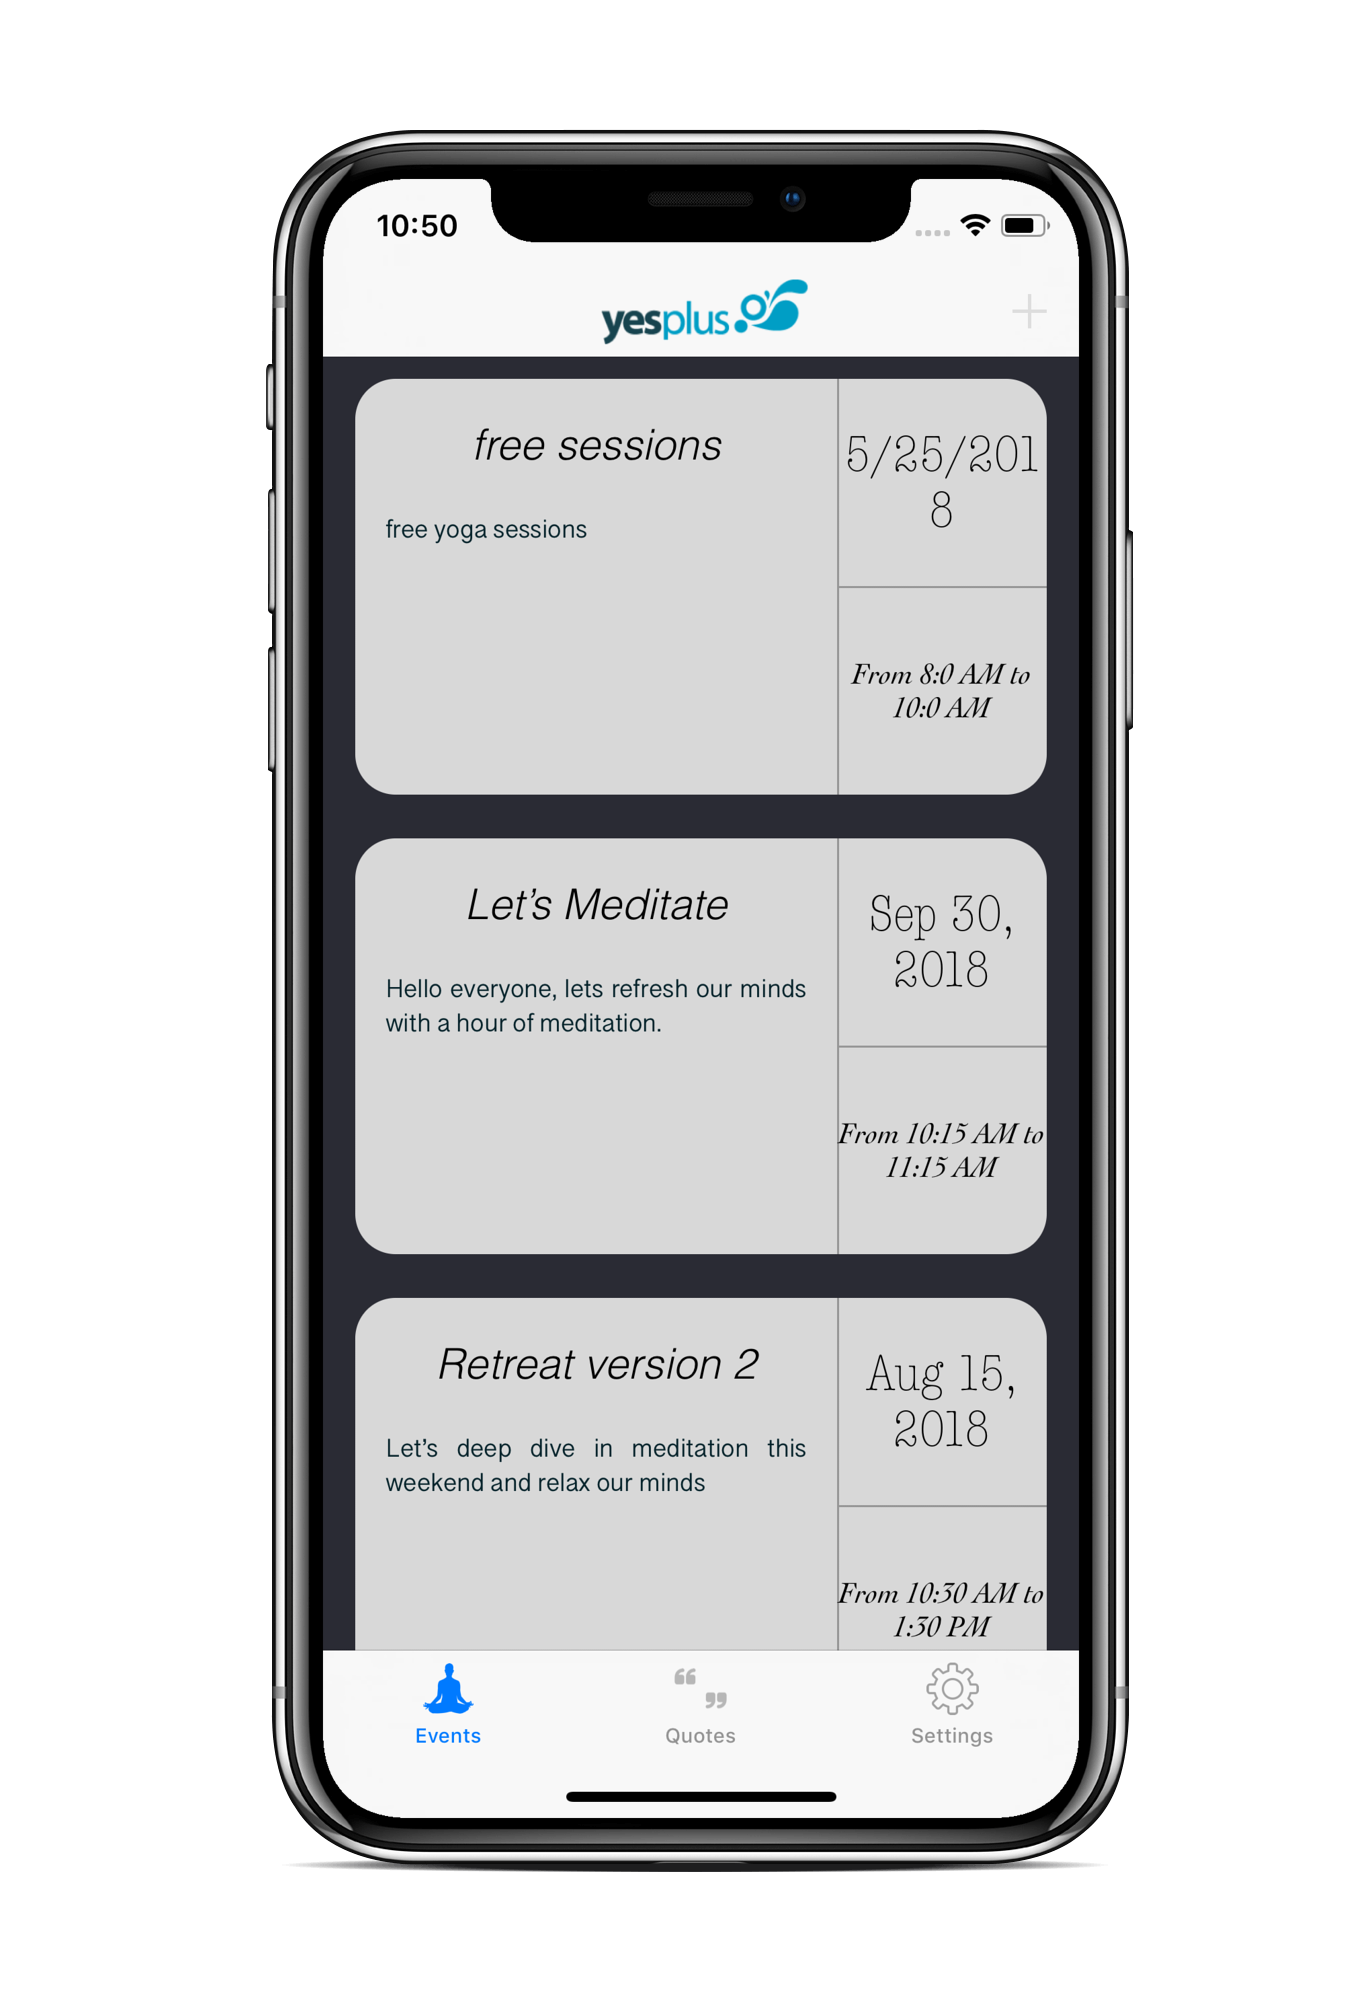 10:50
yesplus
free sessions
free yoga sessions
5/25/201
8
From 8:0 AM to
10:0 AM
Let's Meditate
Hello everyone, lets refresh our minds
with a hour of meditation.
Sep 30,
2018
From 10:15 AM to
11:15 AM
Retreat version 2
Let's deep dive in meditation this
weekend and relax our minds
Aug 15,
2018
From 10:30 AM to
1:30 PM
Events
Quotes
Settings